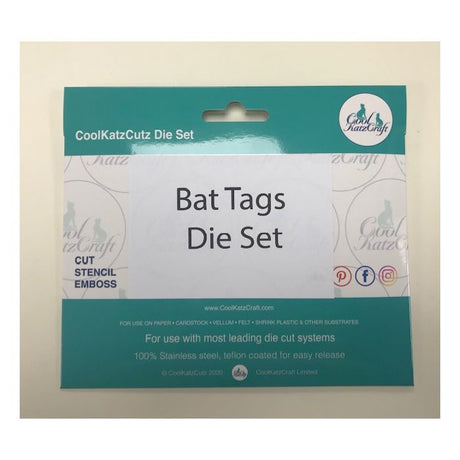 CoolKatzCutz Die Set
Cool
KatzCraft
Bat Tags
Die Set
Cool
KatzCraft
CUT
STENCIL
EMBOSS
www.CoolKatzCraft.com
FOR USE ON PAPER • CARDSTOCK • VELLUM • FELT • SHRINK PLASTIC & OTHER SUBSTRATES
For use with most leading die cut systems
100% Stainless steel, teflon coated for easy release
© CoolKatzCutz 2020 CoolKatzCraft Limited